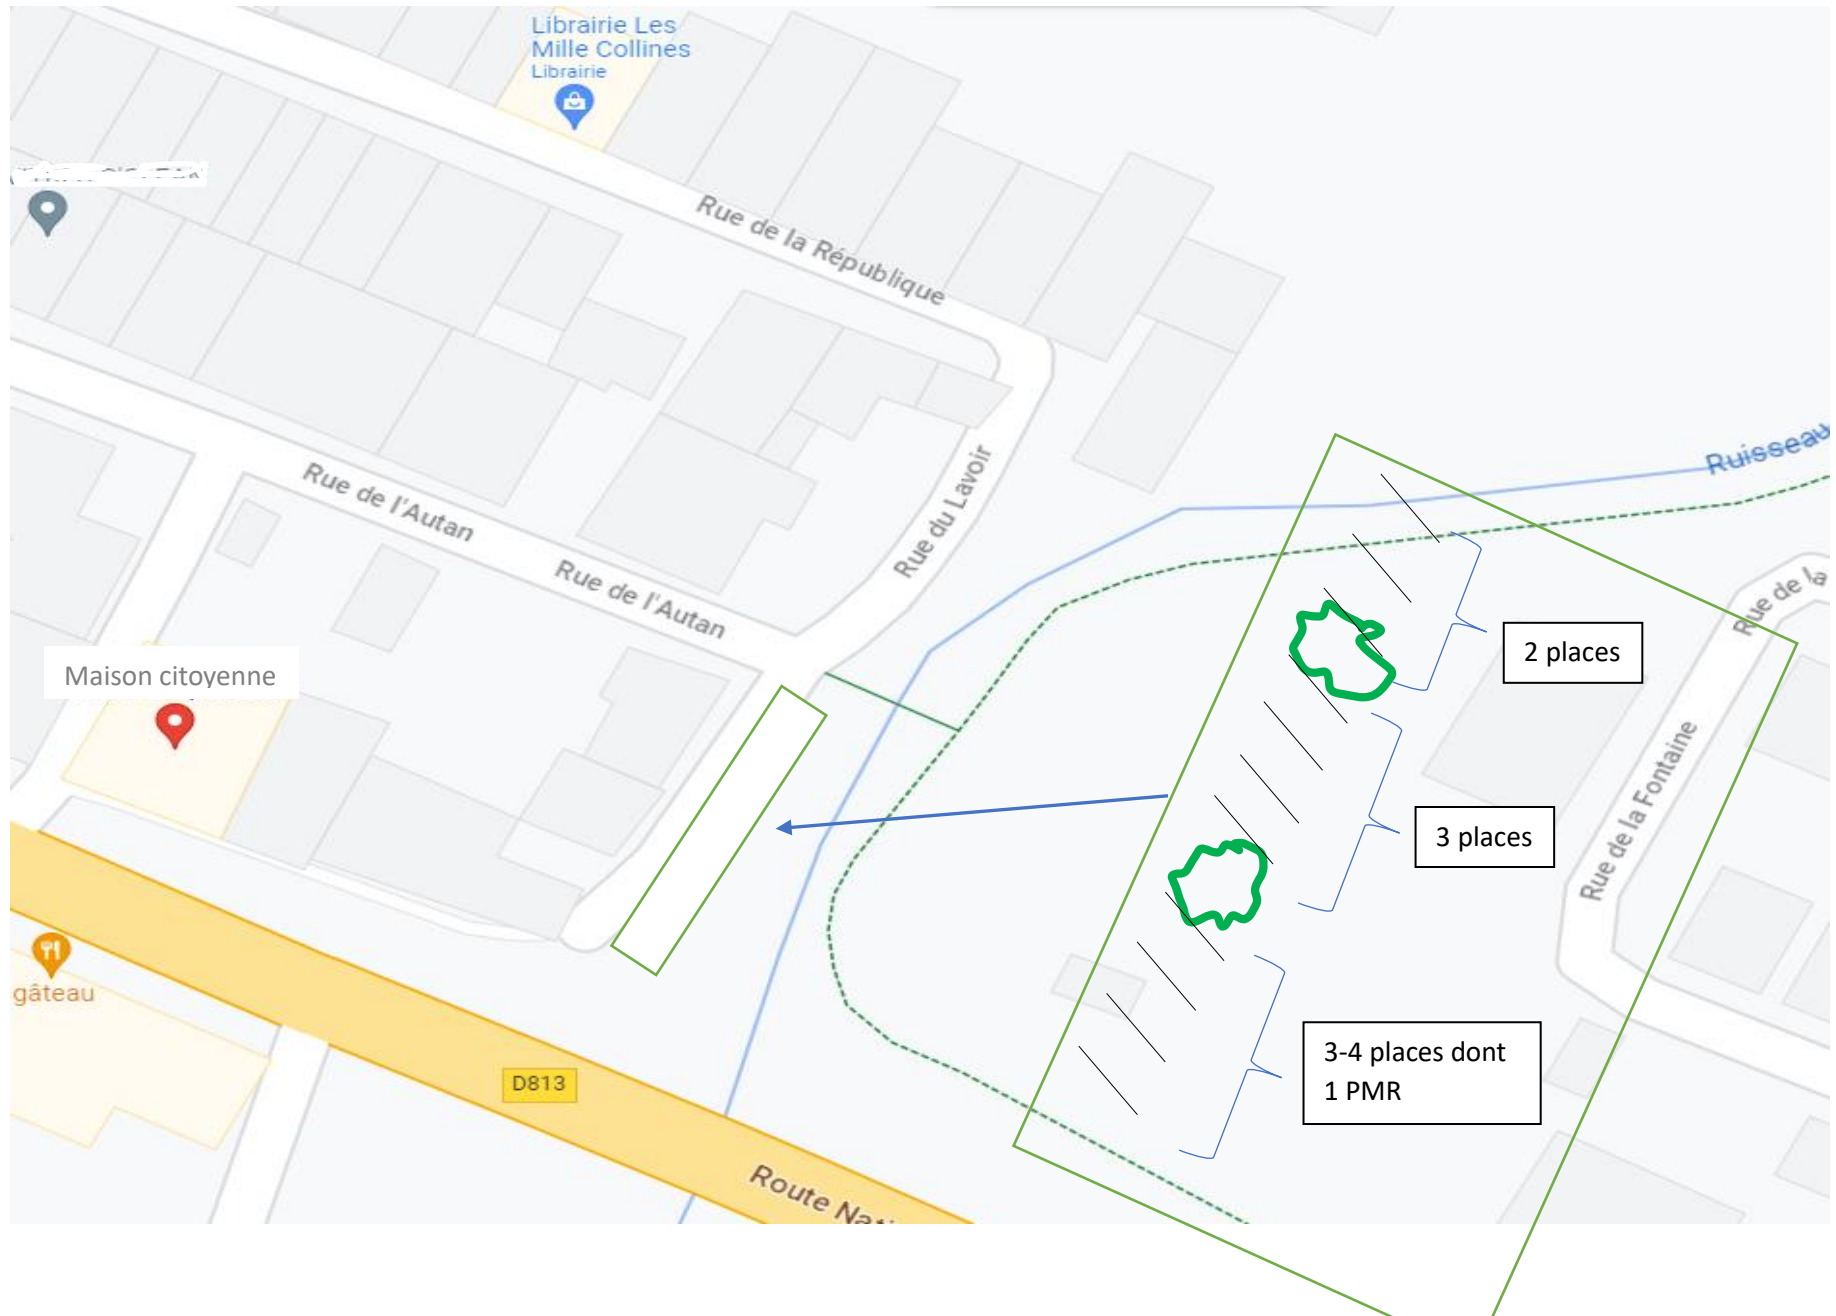 Librairie Les
Mille Collines
Librairie
Rue de la République
Rue de l'Autan
Rue de l'Autan
Rue du Lavoir
Ruisseau
Rue de la
2 places
Maison citoyenne
Rue de la Fontaine
3 places
gâteau
D813
3-4 places dont
1 PMR
Route Nati